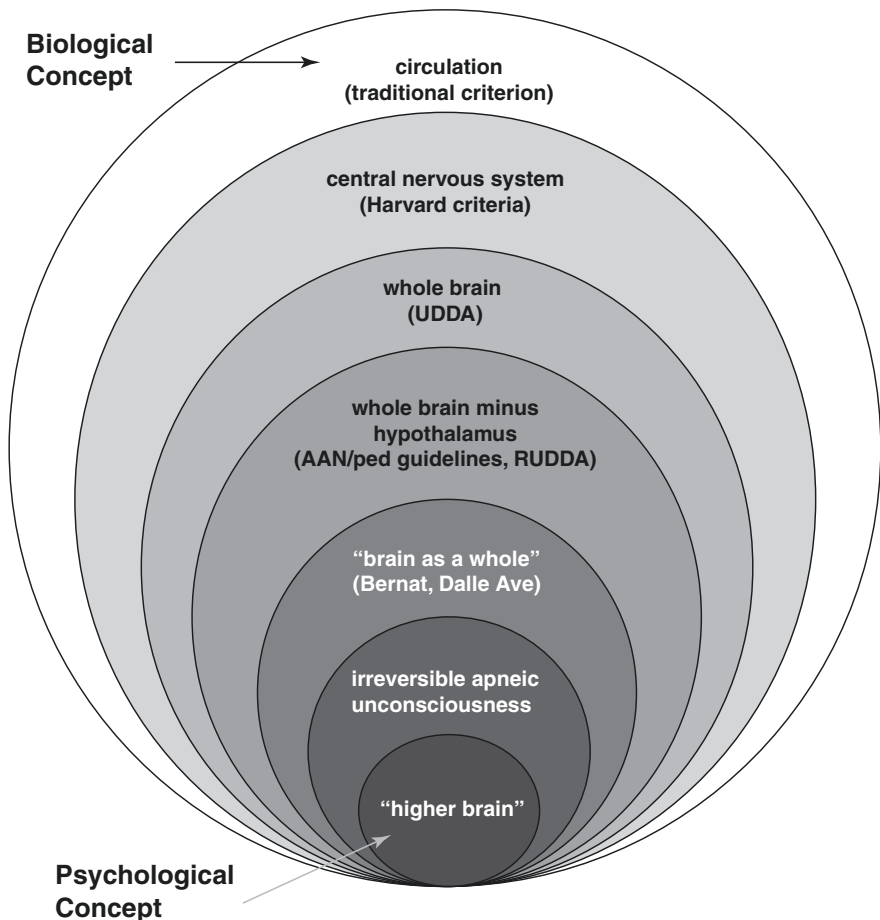 Biological
Concept
circulation
(traditional criterion)
central nervous system
(Harvard criteria)
whole brain
(UDDA)
whole brain minus
hypothalamus
(AAN/ped guidelines, RUDDA)
“brain as a whole”
(Bernat, Dalle Ave)
irreversible apneic
unconsciousness
“higher brain”
Psychological
Concept